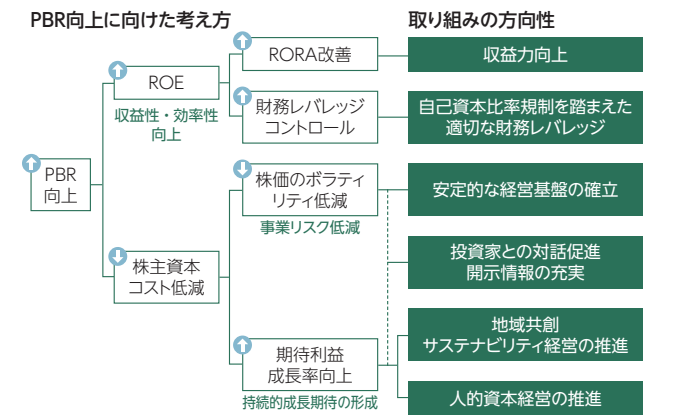 PBR向上に向けた考え方
取り組みの方向性
PBR
向上
ROE
収益性・効率性
向上
RORA改善
収益力向上
財務レバレッジ
コントロール
自己資本比率規制を踏まえた
適切な財務レバレッジ
株主資本
コスト低減
株価のボラティ
リティ低減
事業リスク低減
安定的な経営基盤の確立
投資家との対話促進
開示情報の充実
期待利益
成長率向上
持続的成長期待の形成
地域共創
サステナビリティ経営の推進
人的資本経営の推進